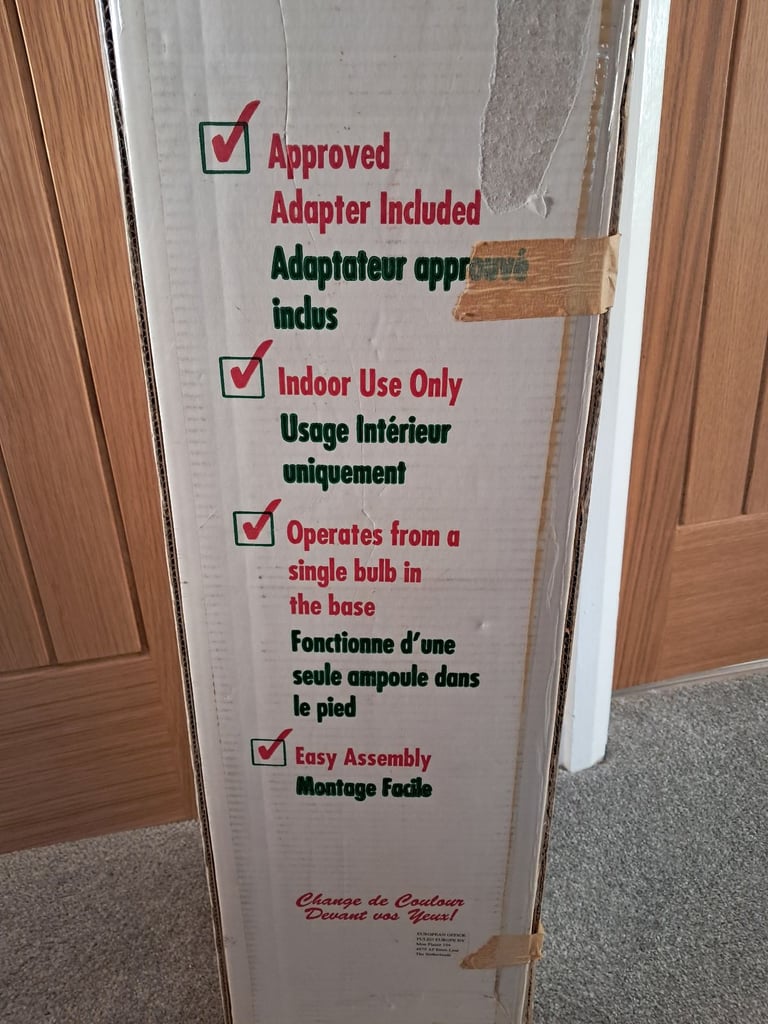 Approved
Adapter Included
Adaptateur approuvé
inclus
Indoor Use Only
Usage Intérieur
uniquement
Operates from a
single bulb in
the base
Fonctionne d'une
seule ampoule dans
le pied
Easy Assembly
Montage Facile
Change de Couleur
Devant vos Yeux!
EUROPEAN OFFICE
The Netherlands